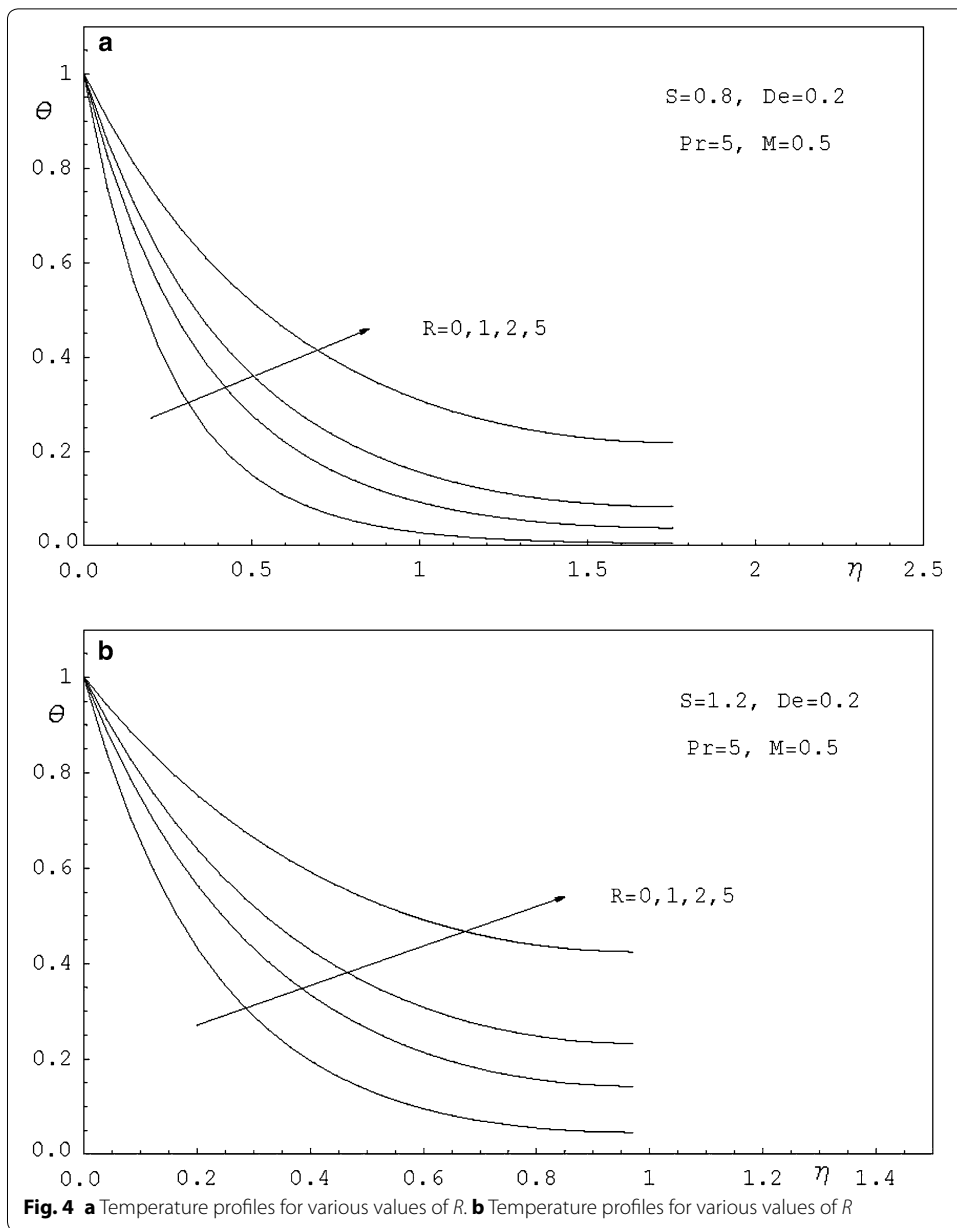 a
1
θ
0.8
0.6
0.4
0.2
0.0
S=0.8, De=0.2
Pr=5, M=0.5
R=0,1,2,5
0.0 0.5 1 1.5 2 η 2.5
b
1
θ
0.8
0.6
0.4
0.2
0.0
S=1.2, De=0.2
Pr=5, M=0.5
R=0,1,2,5
0.0 0.2 0.4 0.6 0.8 1 1.2 η 1.4
Fig. 4 a Temperature profiles for various values of R. b Temperature profiles for various values of R